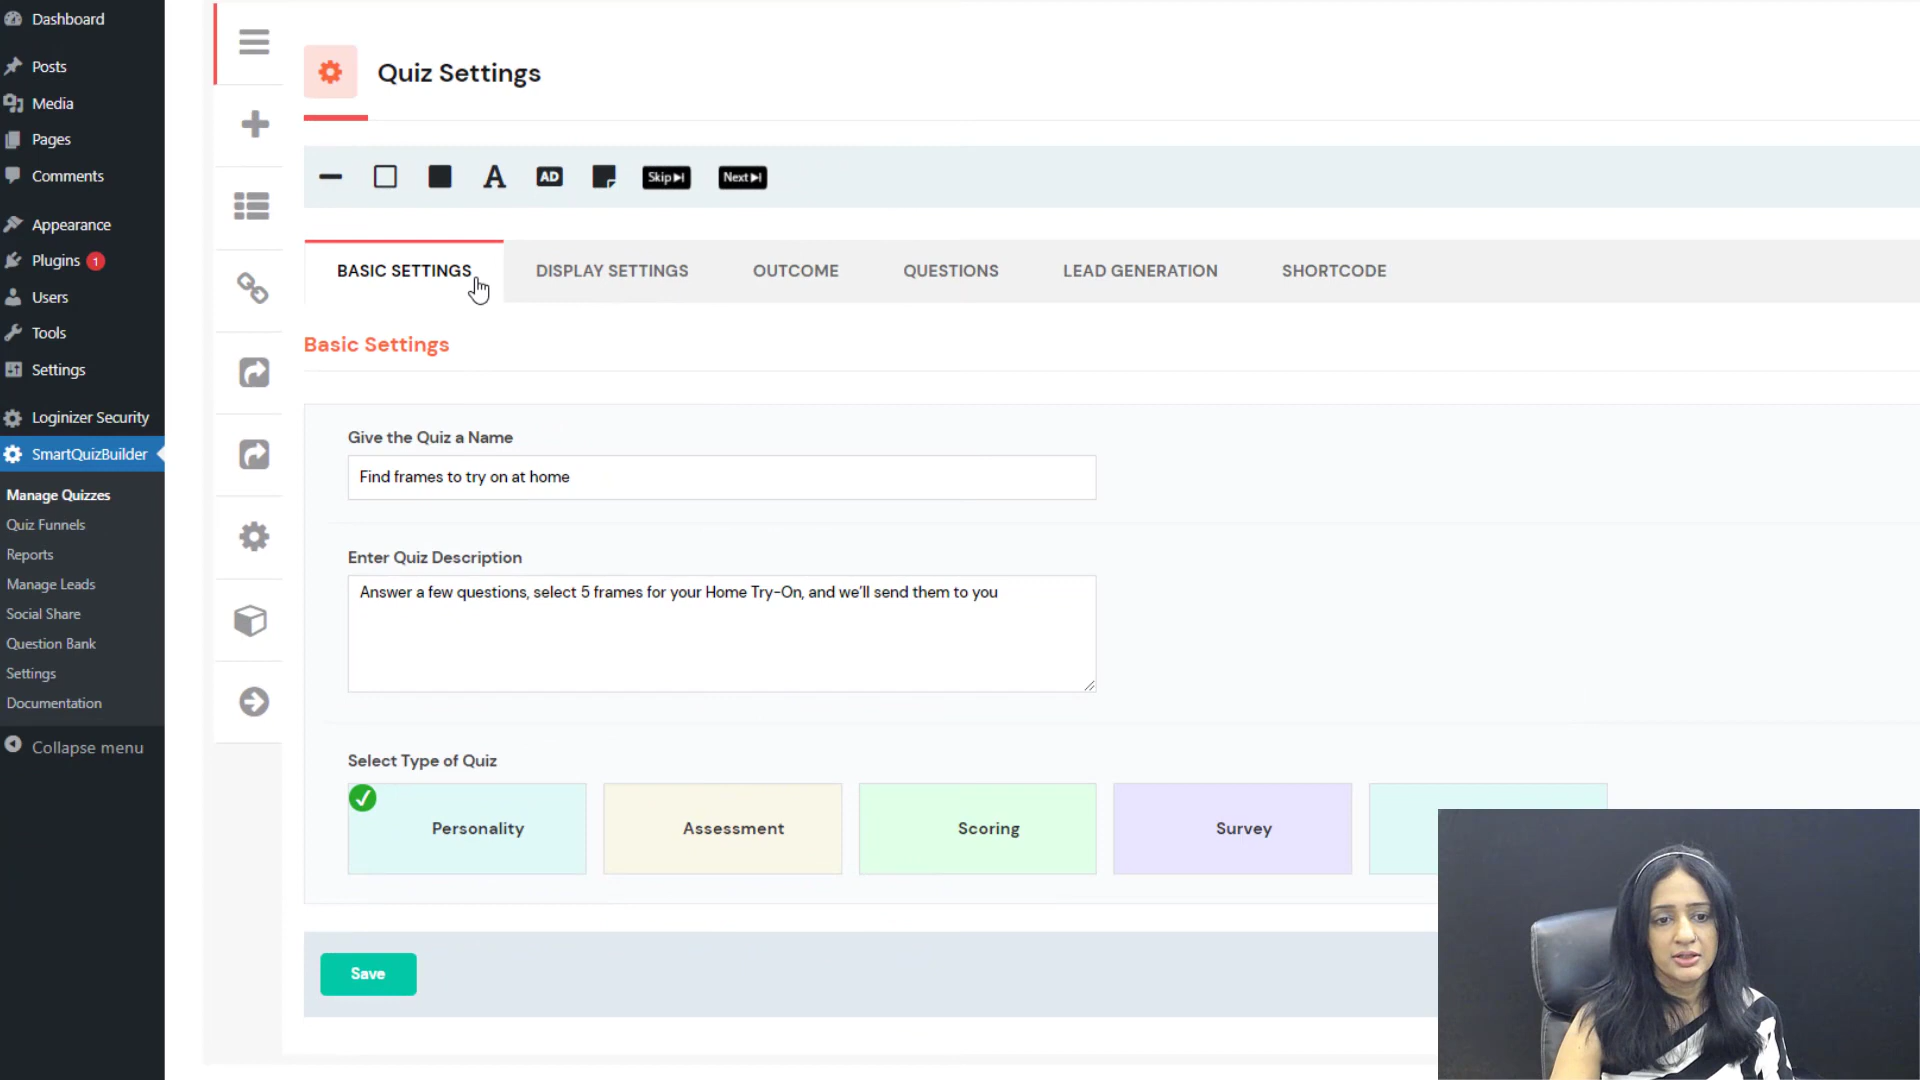 Dashboard
Posts
Media
Pages
Comments
Appearance
Plugins 1
Users
Tools
Settings
Loginizer Security
SmartQuizBuilder
Manage Quizzes
Quiz Funnels
Reports
Manage Leads
Social Share
Question Bank
Settings
Documentation
Collapse menu
Quiz Settings
A AD Skip Next
BASIC SETTINGS DISPLAY SETTINGS OUTCOME QUESTIONS LEAD GENERATION SHORTCODE
Basic Settings
Give the Quiz a Name
Find frames to try on at home
Enter Quiz Description
Answer a few questions, select 5 frames for your Home Try-On, and we'll send them to you
Select Type of Quiz
Personality Assessment Scoring Survey
Save